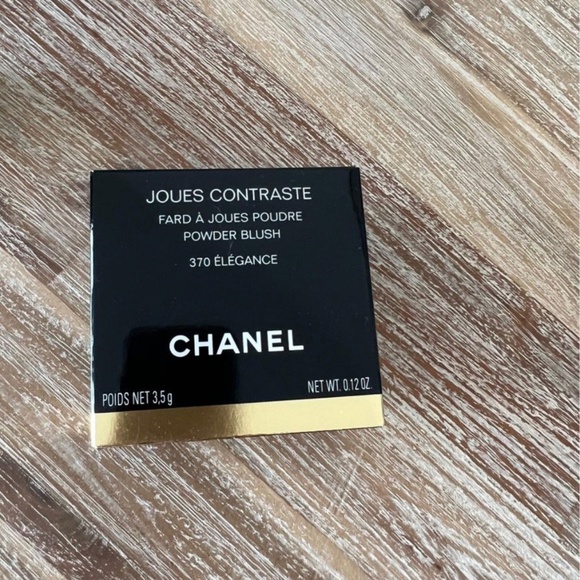 JOUES CONTRASTE
FARD À JOUES POUDRE
POWDER BLUSH
370 ÉLÉGANCE
CHANEL
POIDS NET 3,5 g NET WT. 0.12 OZ.